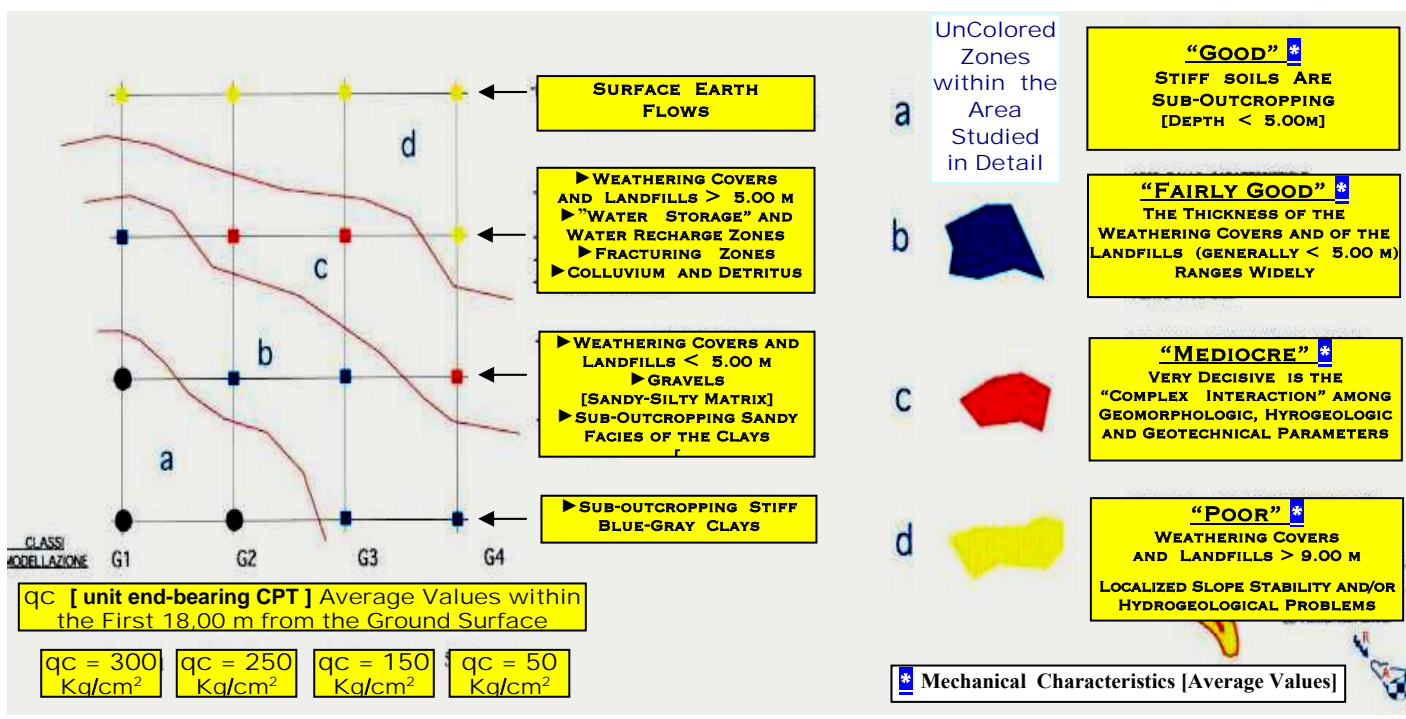 SURFACE EARTH
FLOWS
d
►WEATHERING COVERS
AND LANDFILLS > 5.00 M
►"WATER STORAGE" AND
WATER RECHARGE ZONES
►FRACTURING ZONES
►COLLUVIUM AND DETRITUS
c
►WEATHERING COVERS AND
LANDFILLS < 5.00 M
►GRAVELS
[SANDY-SILTY MATRIX]
►SUB-OUTCROPPING SANDY
FACIES OF THE CLAYS
[
b
a
►SUB-OUTCROPPING STIFF
BLUE-GRAY CLAYS
CLASSI
MODELLAZIONE G1 G2 G3 G4
qc [ unit end-bearing CPT ] Average Values within
the First 18,00 m from the Ground Surface
qc = 300
Kg/cm²
qc = 250
Kg/cm²
qc = 150
Kg/cm²
qc = 50
Kg/cm²
a
UnColored
Zones
within the
Area
Studied
in Detail
"GOOD" *
STIFF SOILS ARE
SUB-OUTCROPPING
[DEPTH < 5.00M]
b
"FAIRLY GOOD" *
THE THICKNESS OF THE
WEATHERING COVERS AND OF THE
LANDFILLS (GENERALLY < 5.00 M)
RANGES WIDELY
c
"MEDIOCRE" *
VERY DECISIVE IS THE
"COMPLEX INTERACTION" AMONG
GEOMORPHOLOGIC, HYROGEOLOGIC
AND GEOTECHNICAL PARAMETERS
d
"POOR" *
WEATHERING COVERS
AND LANDFILLS > 9.00 M
LOCALIZED SLOPE STABILITY AND/OR
HYDROGEOLOGICAL PROBLEMS
* Mechanical Characteristics [Average Values]
R
A